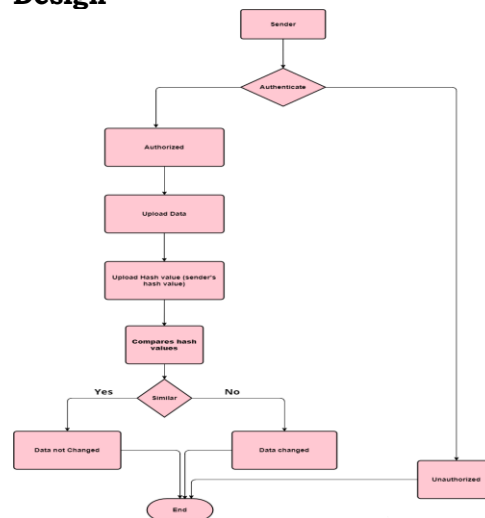 Design
Sender
Authenticate
Authorized
Upload Data
Upload Hash value (sender's
hash value)
Compares hash
values
Yes
Similar
No
Data not Changed
Data changed
Unauthorized
End